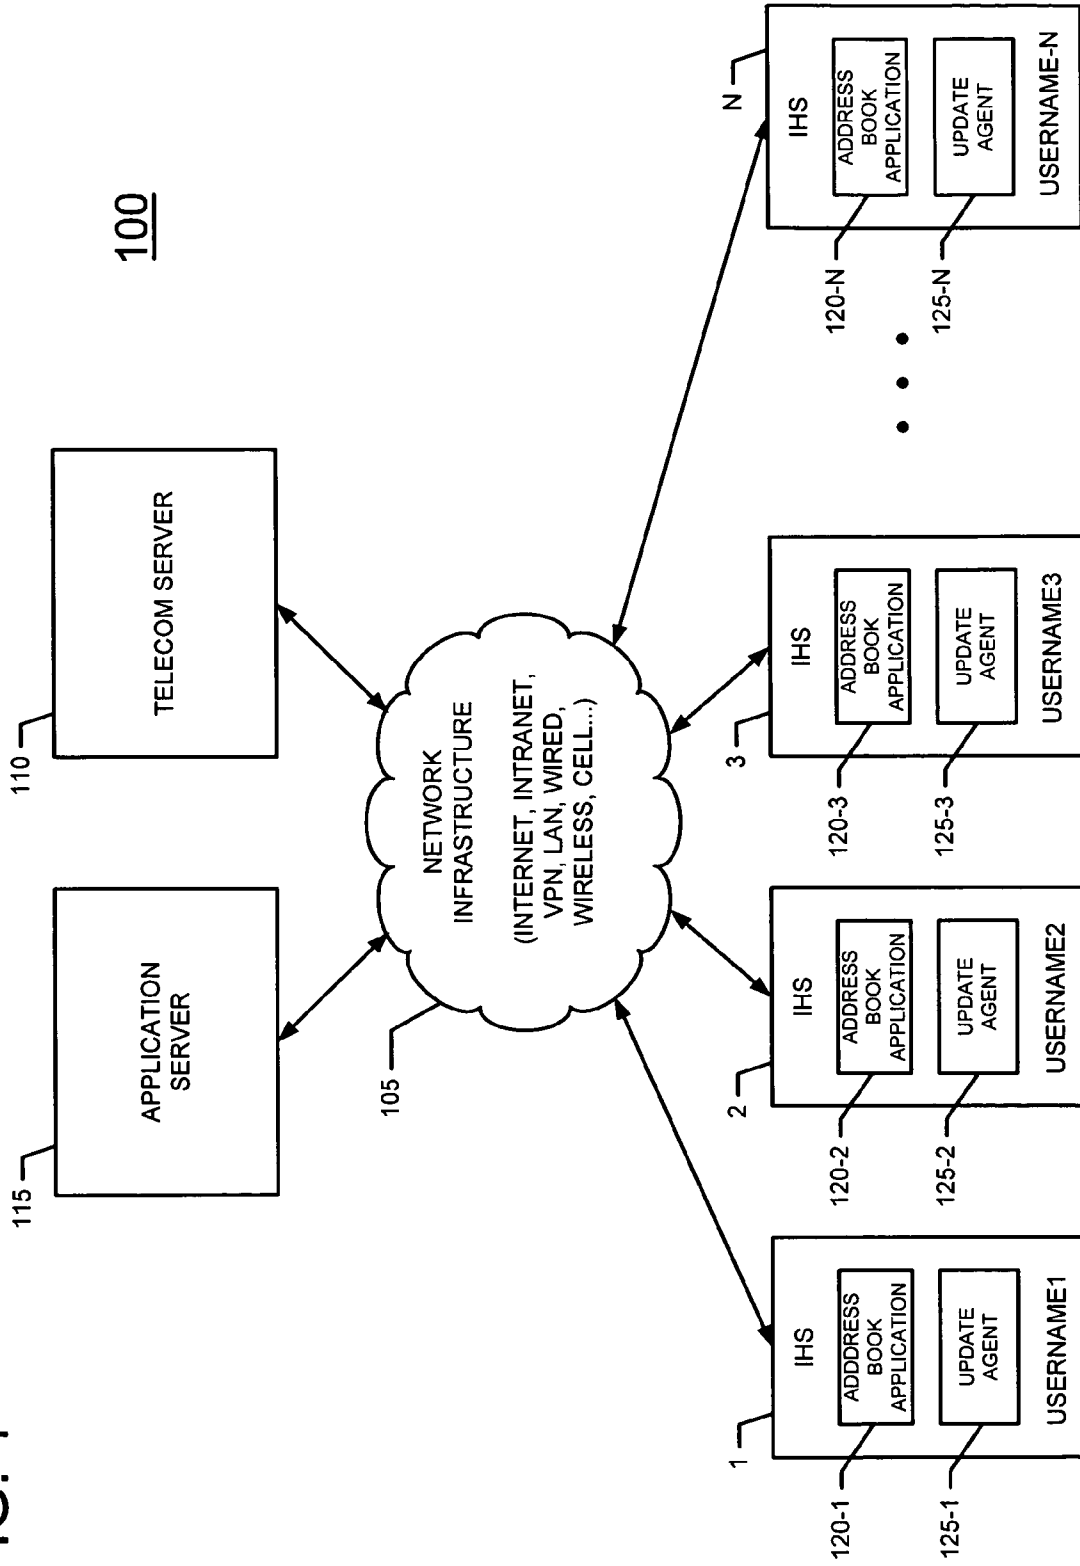 100
115
APPLICATION
SERVER
110
TELECOM SERVER
105
NETWORK
INFRASTRUCTURE
(INTERNET, INTRANET,
VPN, LAN, WIRED,
WIRELESS, CELL...)
1
IHS
120-1
ADDDRESS
BOOK
APPLICATION
125-1
UPDATE
AGENT
USERNAME1
2
IHS
120-2
ADDRESS
BOOK
APPLICATION
125-2
UPDATE
AGENT
USERNAME2
3
IHS
120-3
ADDRESS
BOOK
APPLICATION
125-3
UPDATE
AGENT
USERNAME3
N
IHS
120-N
ADDRESS
BOOK
APPLICATION
125-N
UPDATE
AGENT
USERNAME-N